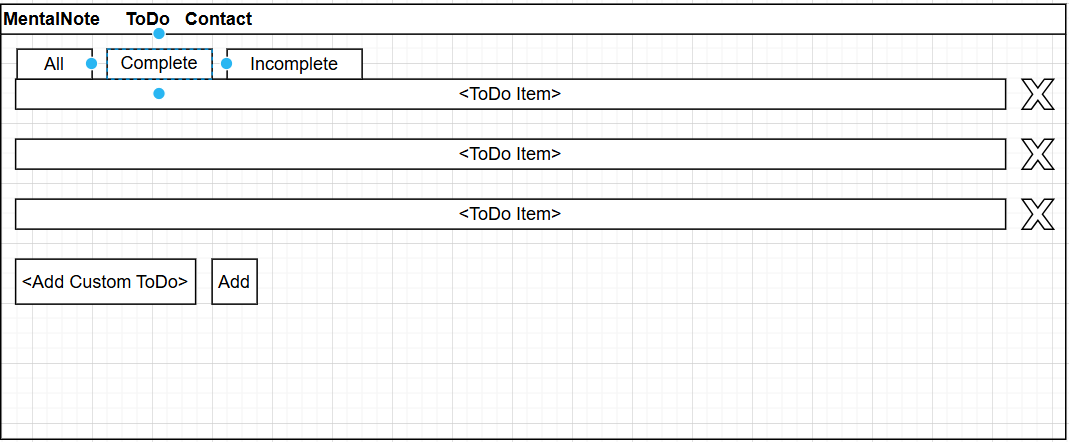 MentalNote ToDo Contact
All Complete Incomplete
<ToDo Item> X
<ToDo Item> X
<ToDo Item> X
<Add Custom ToDo> Add